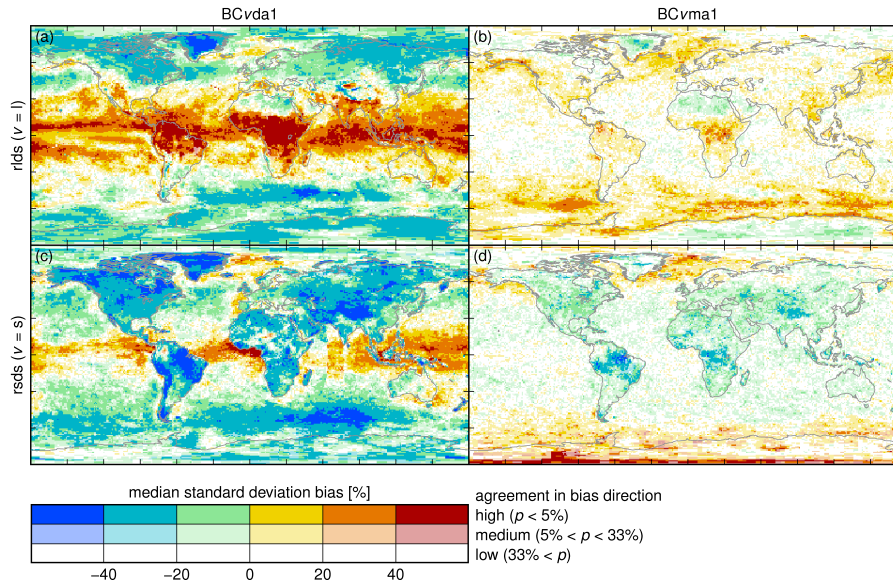 BCvda1 BCvma1
(a) (b)
rlds (v = l)
(c) (d)
rsds (v = s)
median standard deviation bias [%] agreement in bias direction
high (p < 5%)
medium (5% < p < 33%)
low (33% < p)
−40 −20 0 20 40